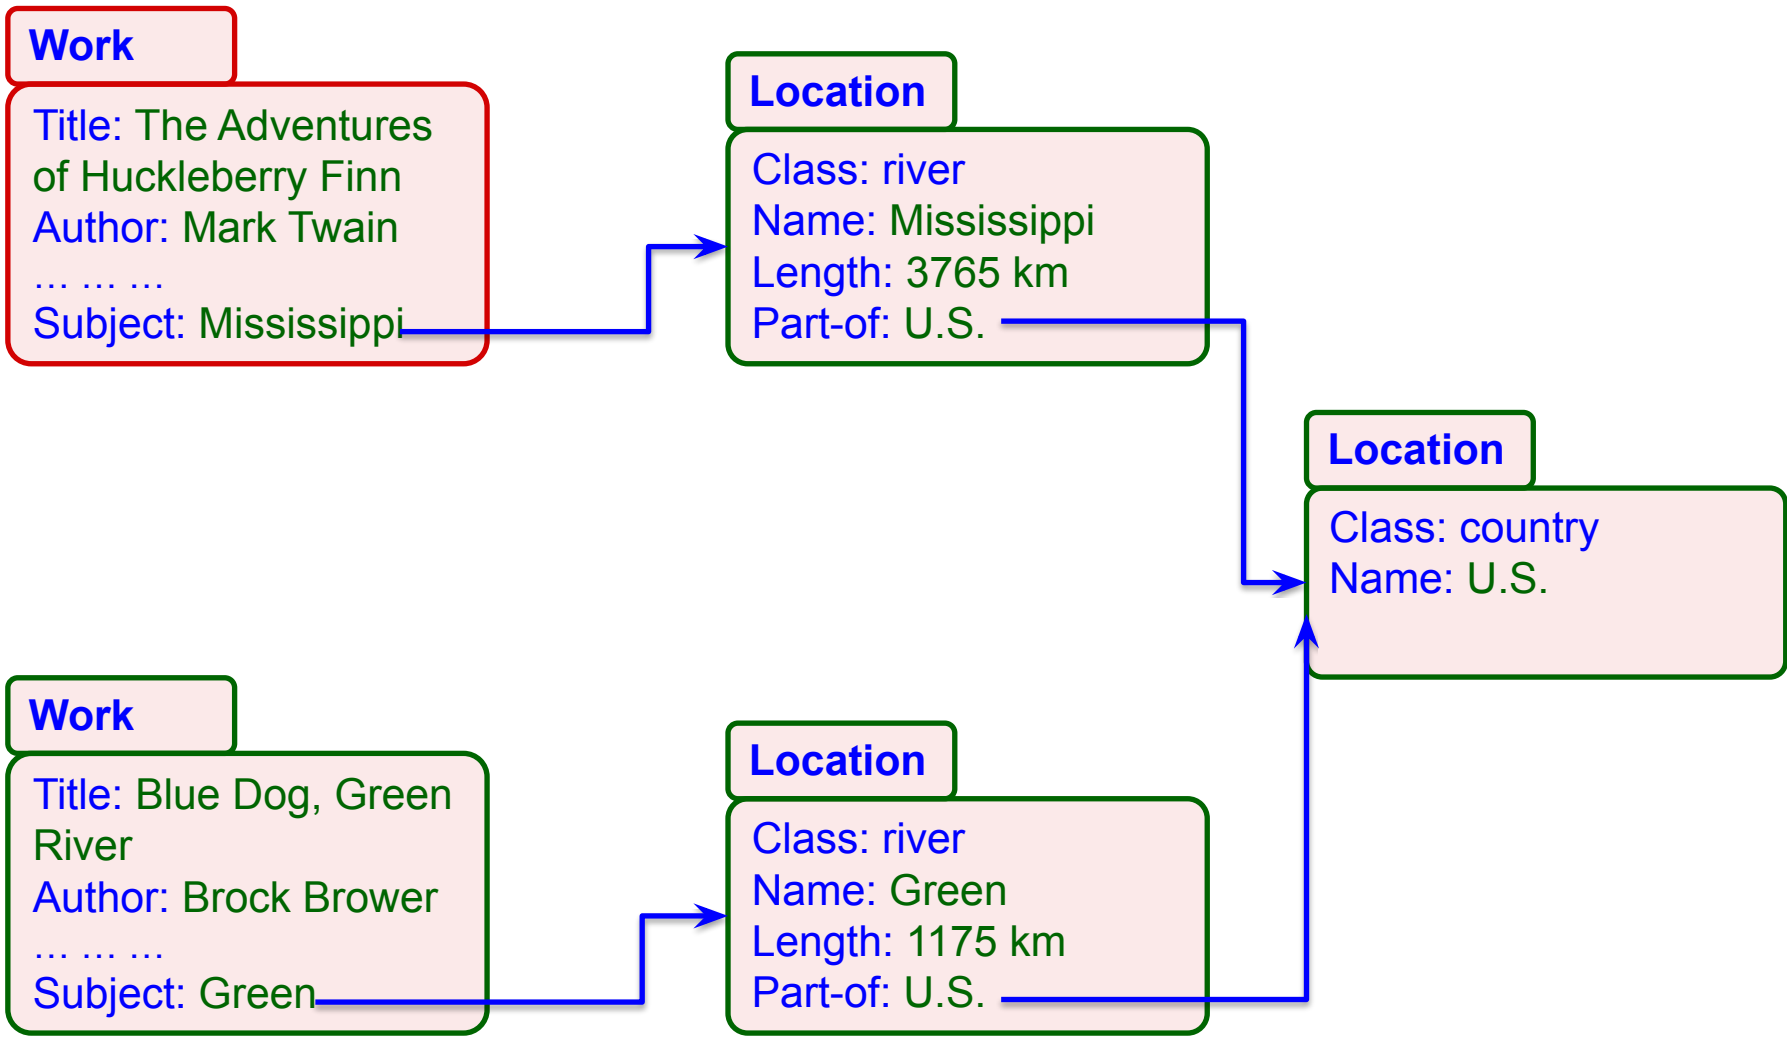 Work
Title: The Adventures
of Huckleberry Finn
Author: Mark Twain
... ... ...
Subject: Mississippi
Location
Class: river
Name: Mississippi
Length: 3765 km
Part-of: U.S.
Location
Class: country
Name: U.S.
Work
Title: Blue Dog, Green
River
Author: Brock Brower
... ... ...
Subject: Green
Location
Class: river
Name: Green
Length: 1175 km
Part-of: U.S.